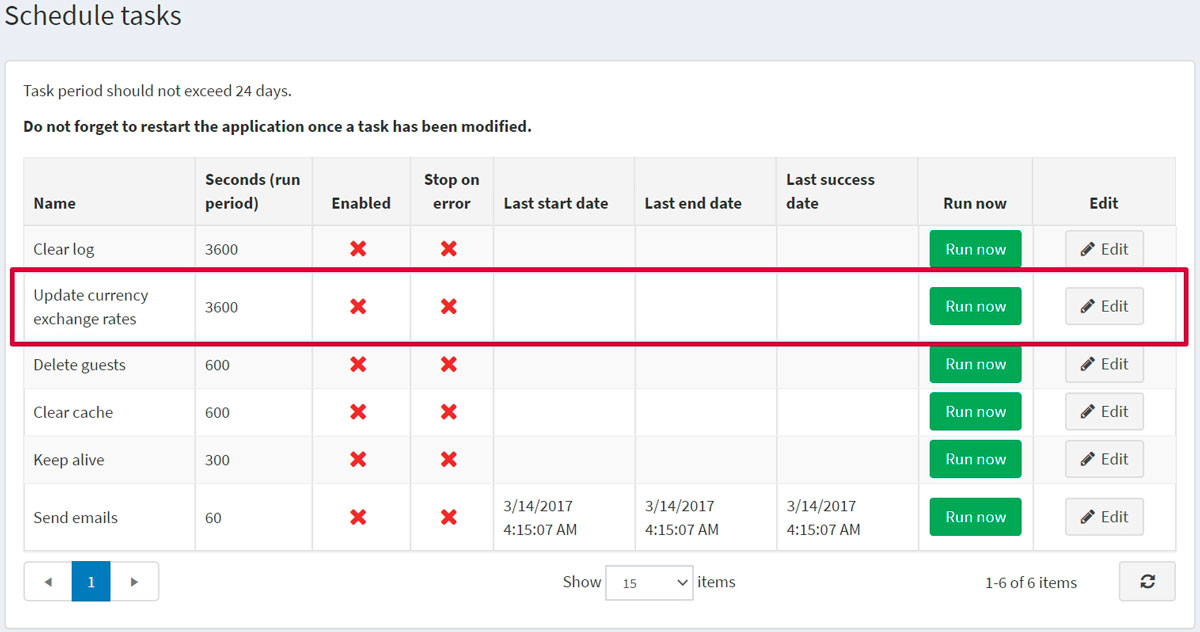 Schedule tasks
Task period should not exceed 24 days.
Do not forget to restart the application once a task has been modified.
Name Seconds (run period) Enabled Stop on error Last start date Last end date Last success date Run now Edit
Clear log 3600 Run now Edit
Update currency exchange rates 3600 Run now Edit
Delete guests 600 Run now Edit
Clear cache 600 Run now Edit
Keep alive 300 Run now Edit
Send emails 60 3/14/2017 4:15:07 AM 3/14/2017 4:15:07 AM 3/14/2017 4:15:07 AM Run now Edit
1 Show 15 items 1-6 of 6 items